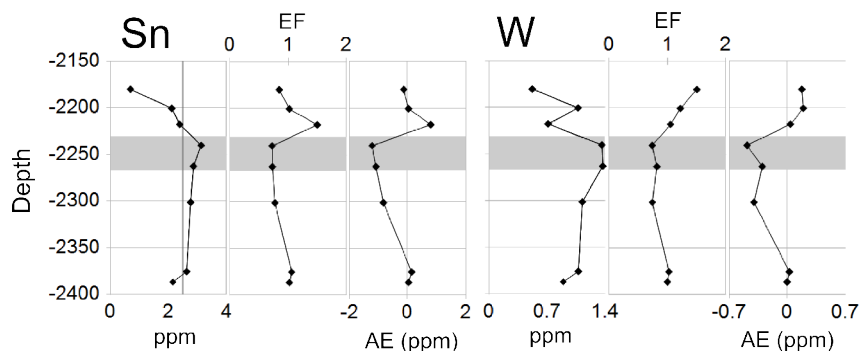 Sn
EF
W
EF
0 1 2
0 1 2
-2150
-2200
-2250
-2300
-2350
-2400
Depth
0 2 4
-2 0 2
0 0.7 1.4
-0.7 0 0.7
ppm
AE (ppm)
ppm
AE (ppm)